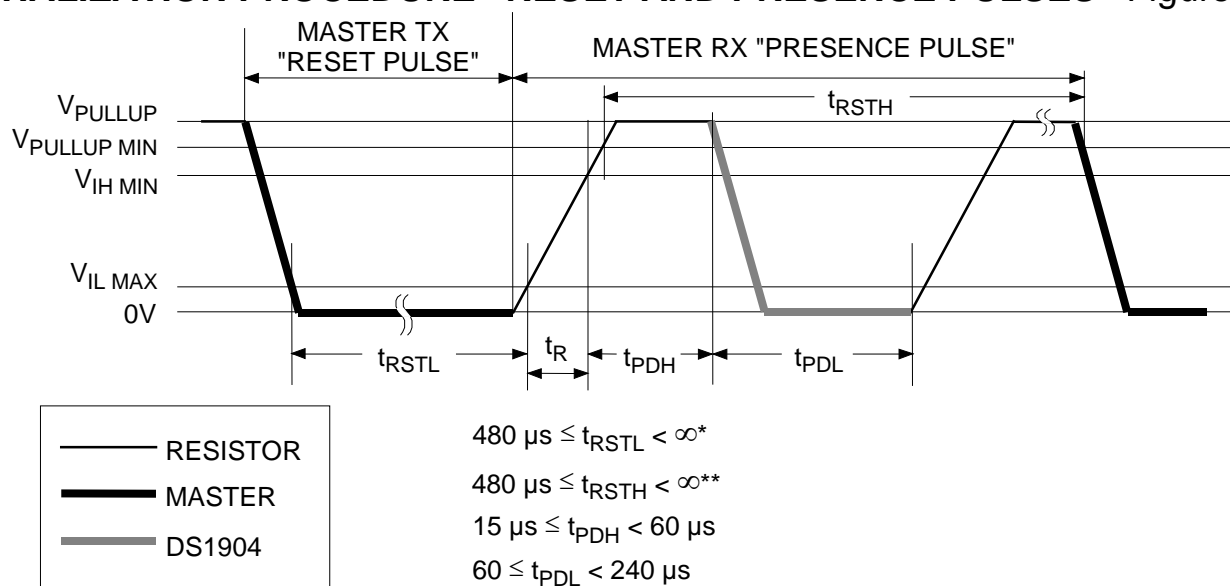 INITIALIZATION PROCEDURE "RESET AND PRESENCE PULSES" Figure
MASTER TX
"RESET PULSE"
MASTER RX "PRESENCE PULSE"
tRSTH
VPULLUP
VPULLUP MIN
VIH MIN
VIL MAX
0V
tRSTL
tR
tPDH
tPDL
RESISTOR
MASTER
DS1904
480 µs ≤ tRSTL < ∞*
480 µs ≤ tRSTH < ∞**
15 µs ≤ tPDH < 60 µs
60 ≤ tPDL < 240 µs